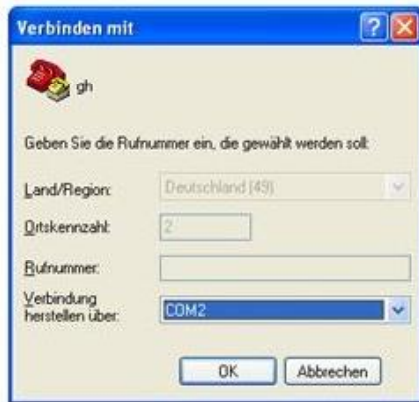 Verbinden mit
gh
Geben Sie die Rufnummer ein, die gewählt werden soll:
Land/Region: Deutschland (49)
Ortskennzahl: 2
Rufnummer:
Verbindung herstellen über: COM2
OK Abbrechen